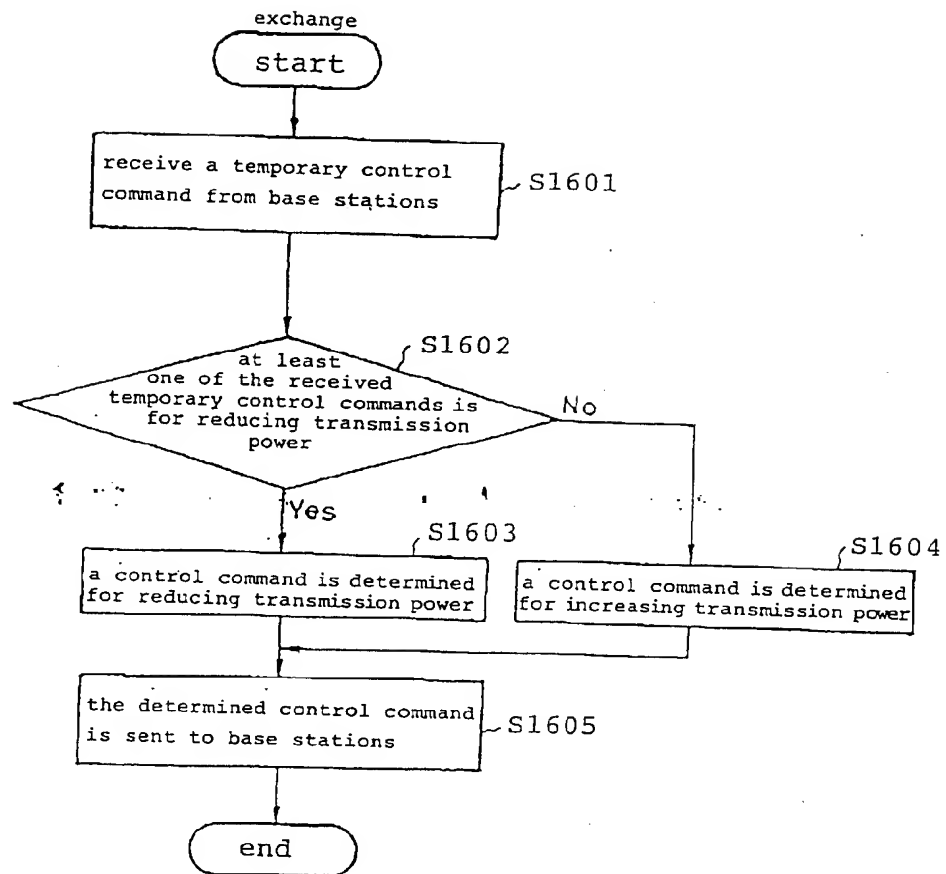 exchange
start
receive a temporary control
command from base stations
S1601
S1602
at least
one of the received
temporary control commands is
for reducing transmission
power
No
Yes
S1603
a control command is determined
for reducing transmission power
S1604
a control command is determined
for increasing transmission power
the determined control command
is sent to base stations
S1605
end